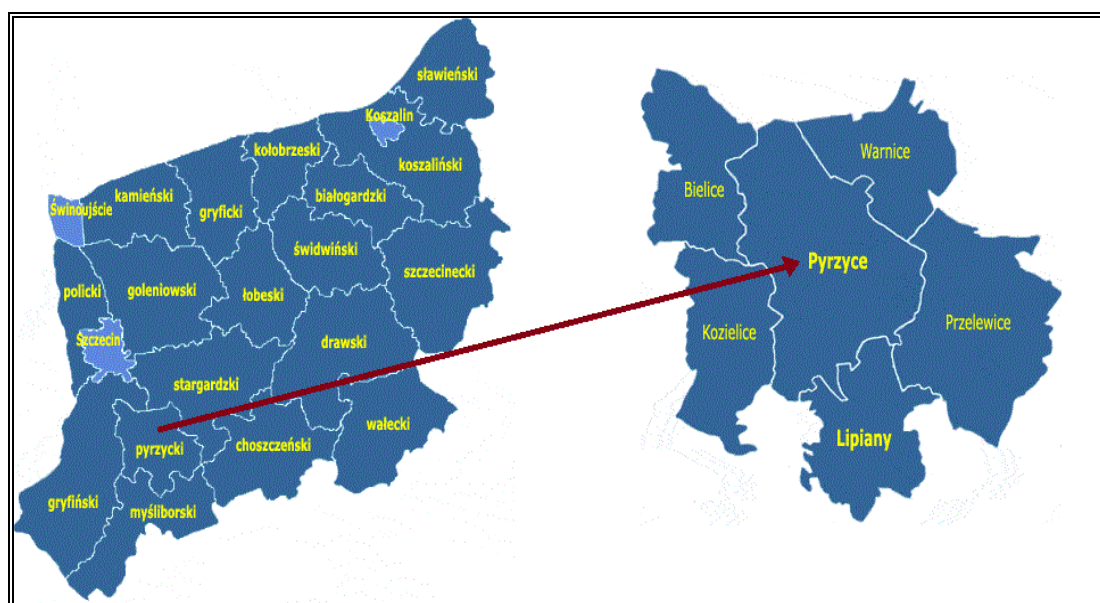 sławieński
Koszalin
kołobrzeski
koszaliński
kamieński
białogardzki
Świnoujście
gryficki
świdwiński
szczecinecki
policki
goleniowski
łobeski
Szczecin
drawski
stargardzki
wałecki
pyrzycki
choszczeński
gryfiński
myśliborski
Warnice
Bielice
Pyrzyce
Kozielice
Przelewice
Lipiany